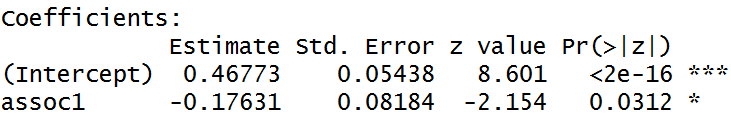 Coefficients:
Estimate Std. Error z value Pr(>|z|)
(Intercept) 0.46773 0.05438 8.601 <2e-16 ***
assoc1 -0.17631 0.08184 -2.154 0.0312 *